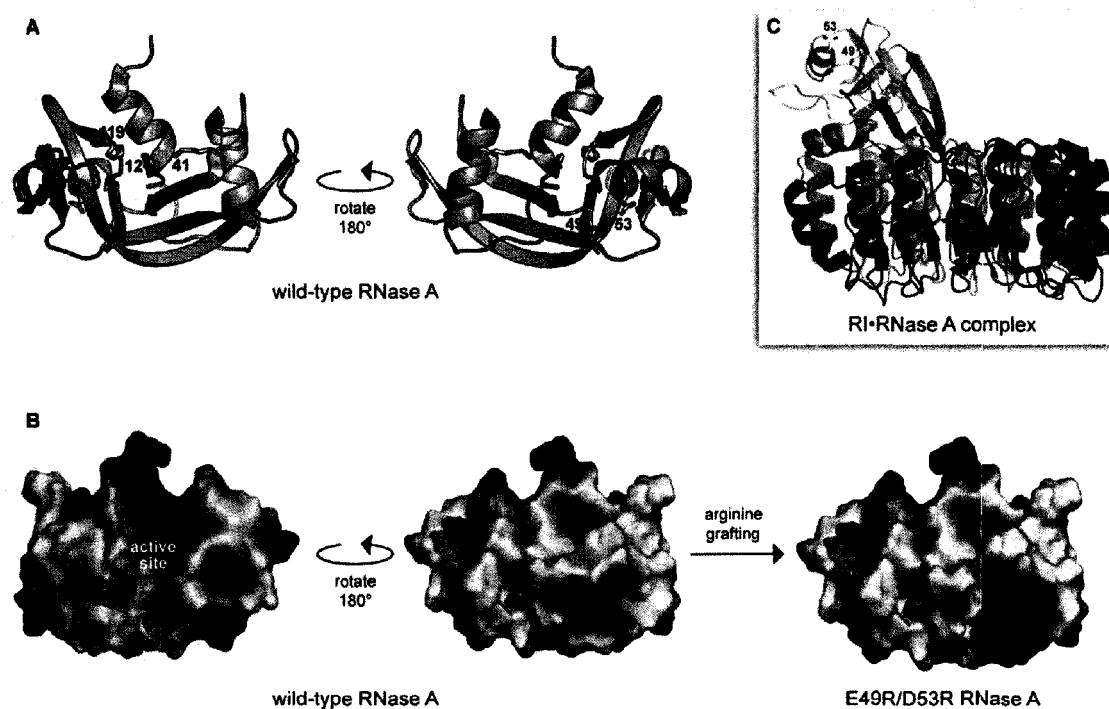 A
119
12
41
rotate
180°
49
53
wild-type RNase A
C
53
49
RI•RNase A complex
B
active
site
rotate
180°
arginine
grafting
wild-type RNase A
E49R/D53R RNase A